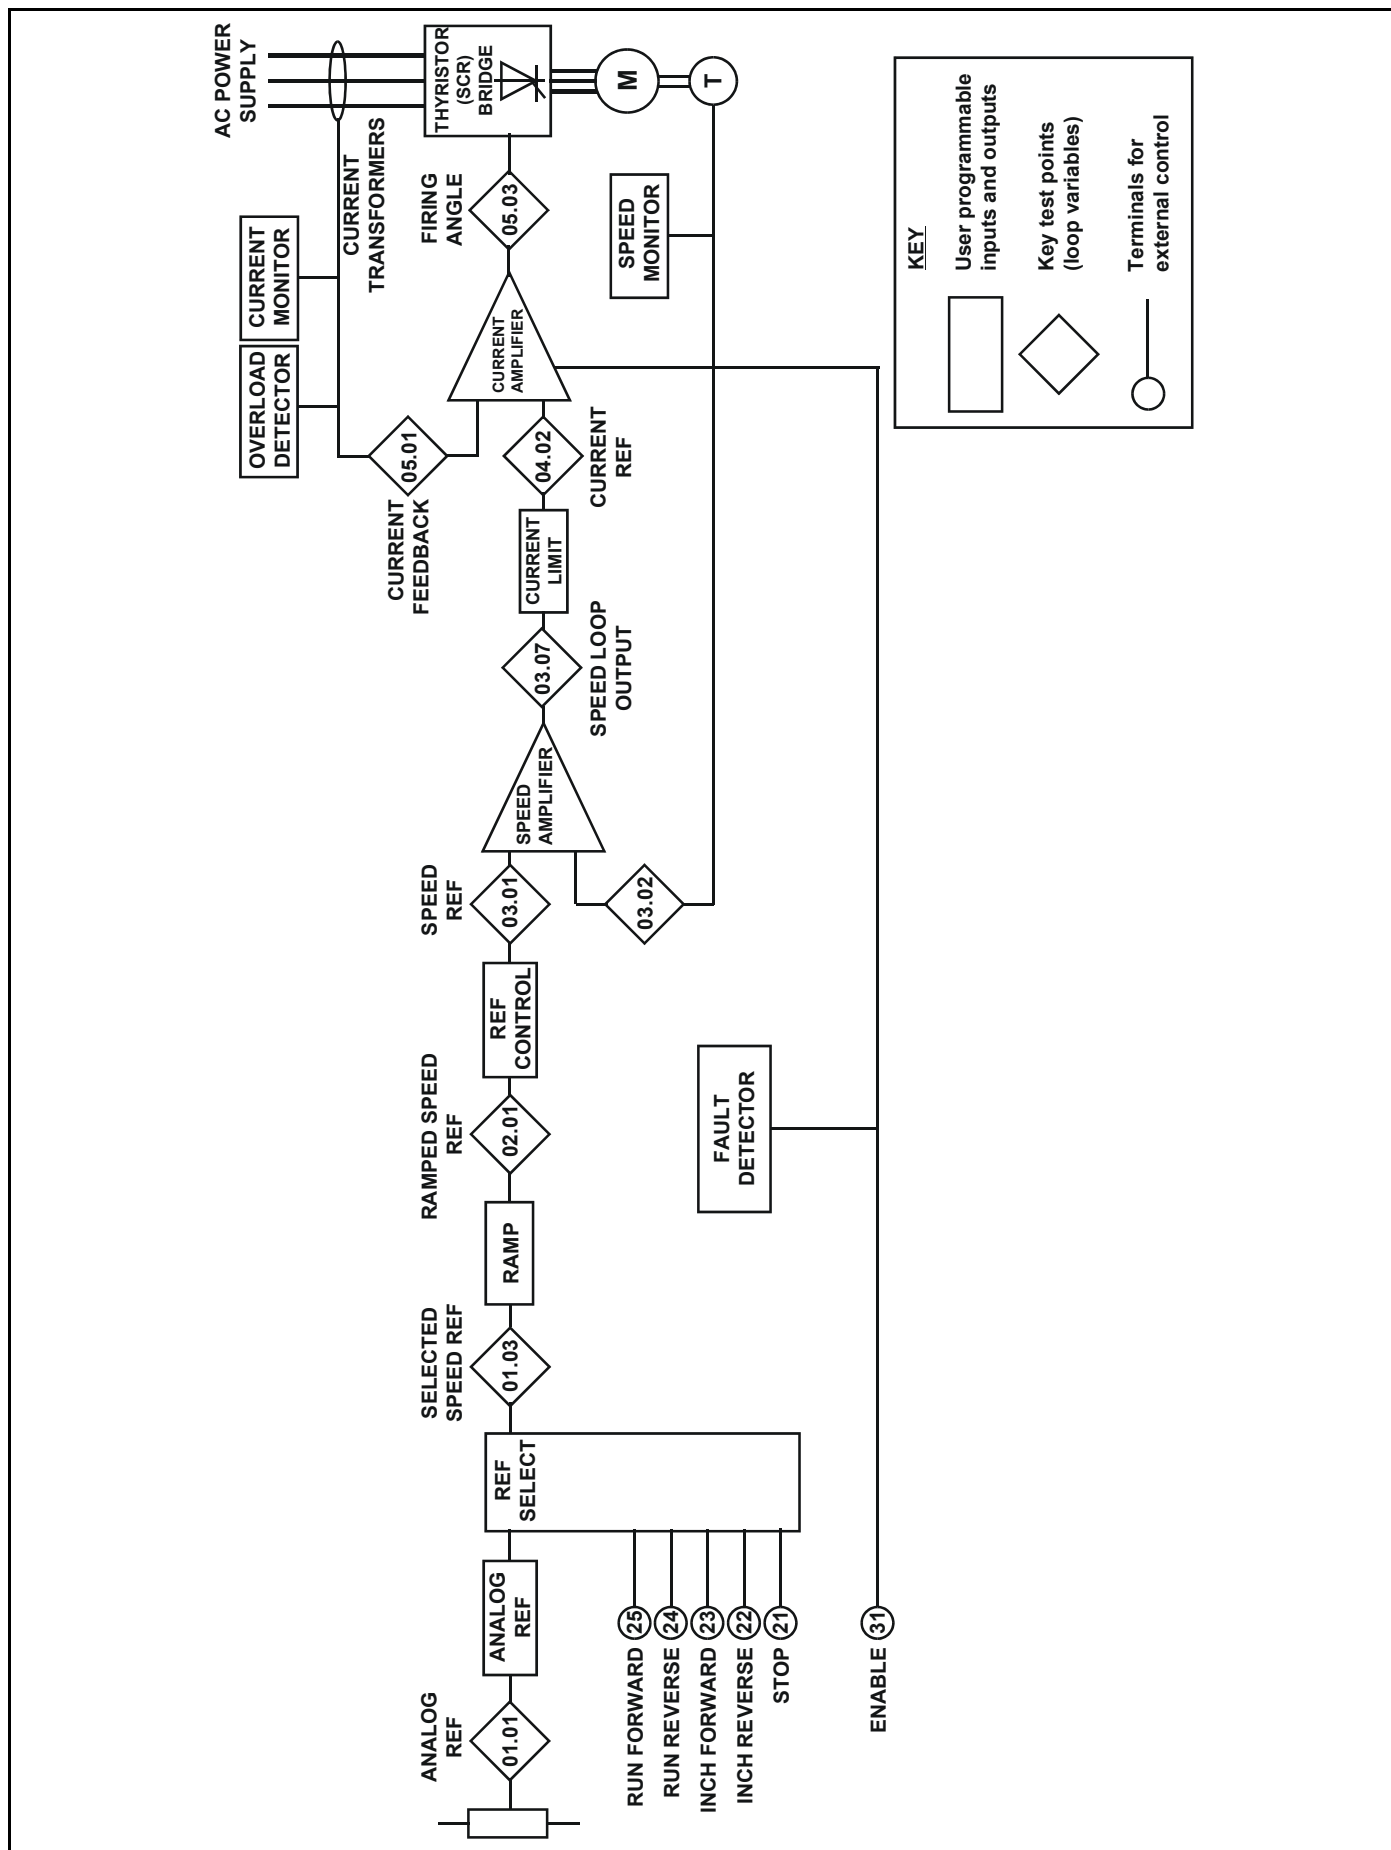 ANALOG
REF
01.01
ANALOG
REF
RUN FORWARD 25
RUN REVERSE 24
INCH FORWARD 23
INCH REVERSE 22
STOP 21
ENABLE 31
REF
SELECT
SELECTED
SPEED REF
01.03
RAMP
RAMPED SPEED
REF
02.01
REF
CONTROL
SPEED
REF
03.01
03.02
FAULT
DETECTOR
SPEED
AMPLIFIER
03.07
SPEED LOOP
OUTPUT
CURRENT
LIMIT
04.02
CURRENT
REF
CURRENT
FEEDBACK
05.01
OVERLOAD
DETECTOR
CURRENT
MONITOR
CURRENT
TRANSFORMERS
CURRENT
AMPLIFIER
FIRING
ANGLE
05.03
SPEED
MONITOR
AC POWER
SUPPLY
THYRISTOR
(SCR)
BRIDGE
M
T
KEY
User programmable
inputs and outputs
Key test points
(loop variables)
Terminals for
external control